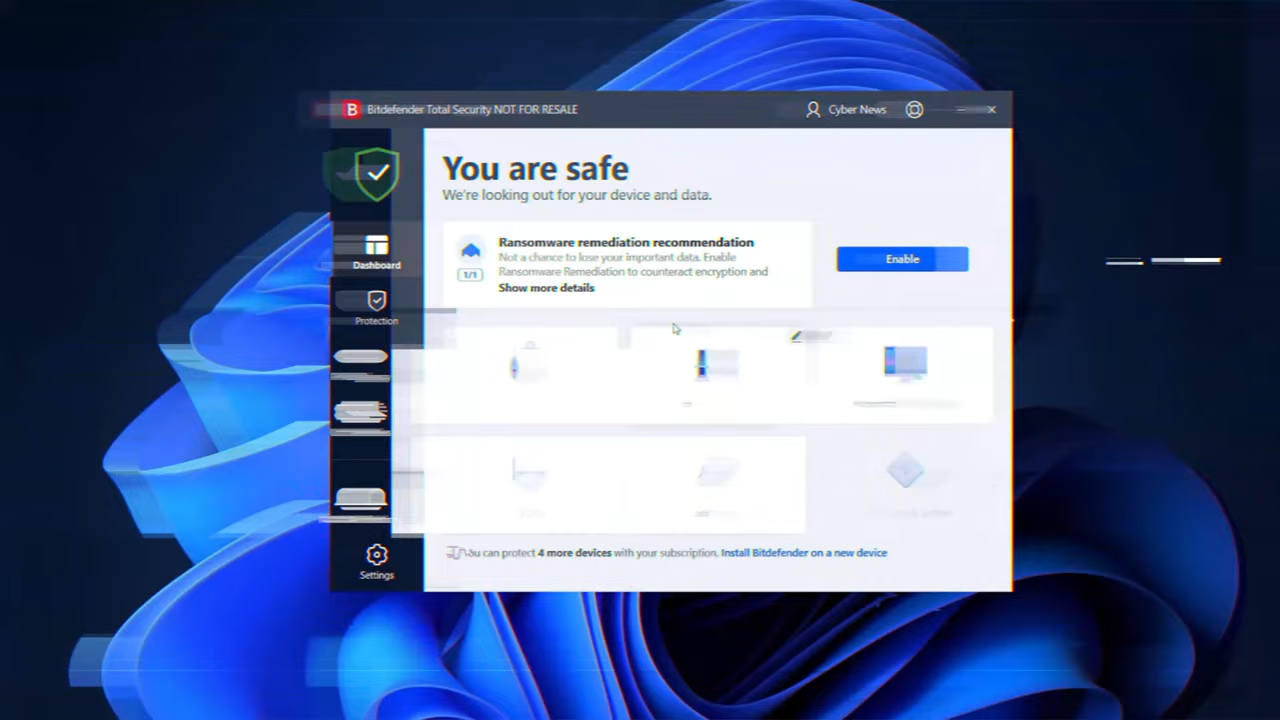 B Bitdefender Total Security NOT FOR RESALE
Cyber News
You are safe
We're looking out for your device and data.
Dashboard
Ransomware remediation recommendation
Not a chance to lose your important data. Enable
Ransomware Remediation to counteract encryption and
Show more details
1/1
Enable
Protection
can protect 4 more devices with your subscription. Install Bitdefender on a new device
Settings